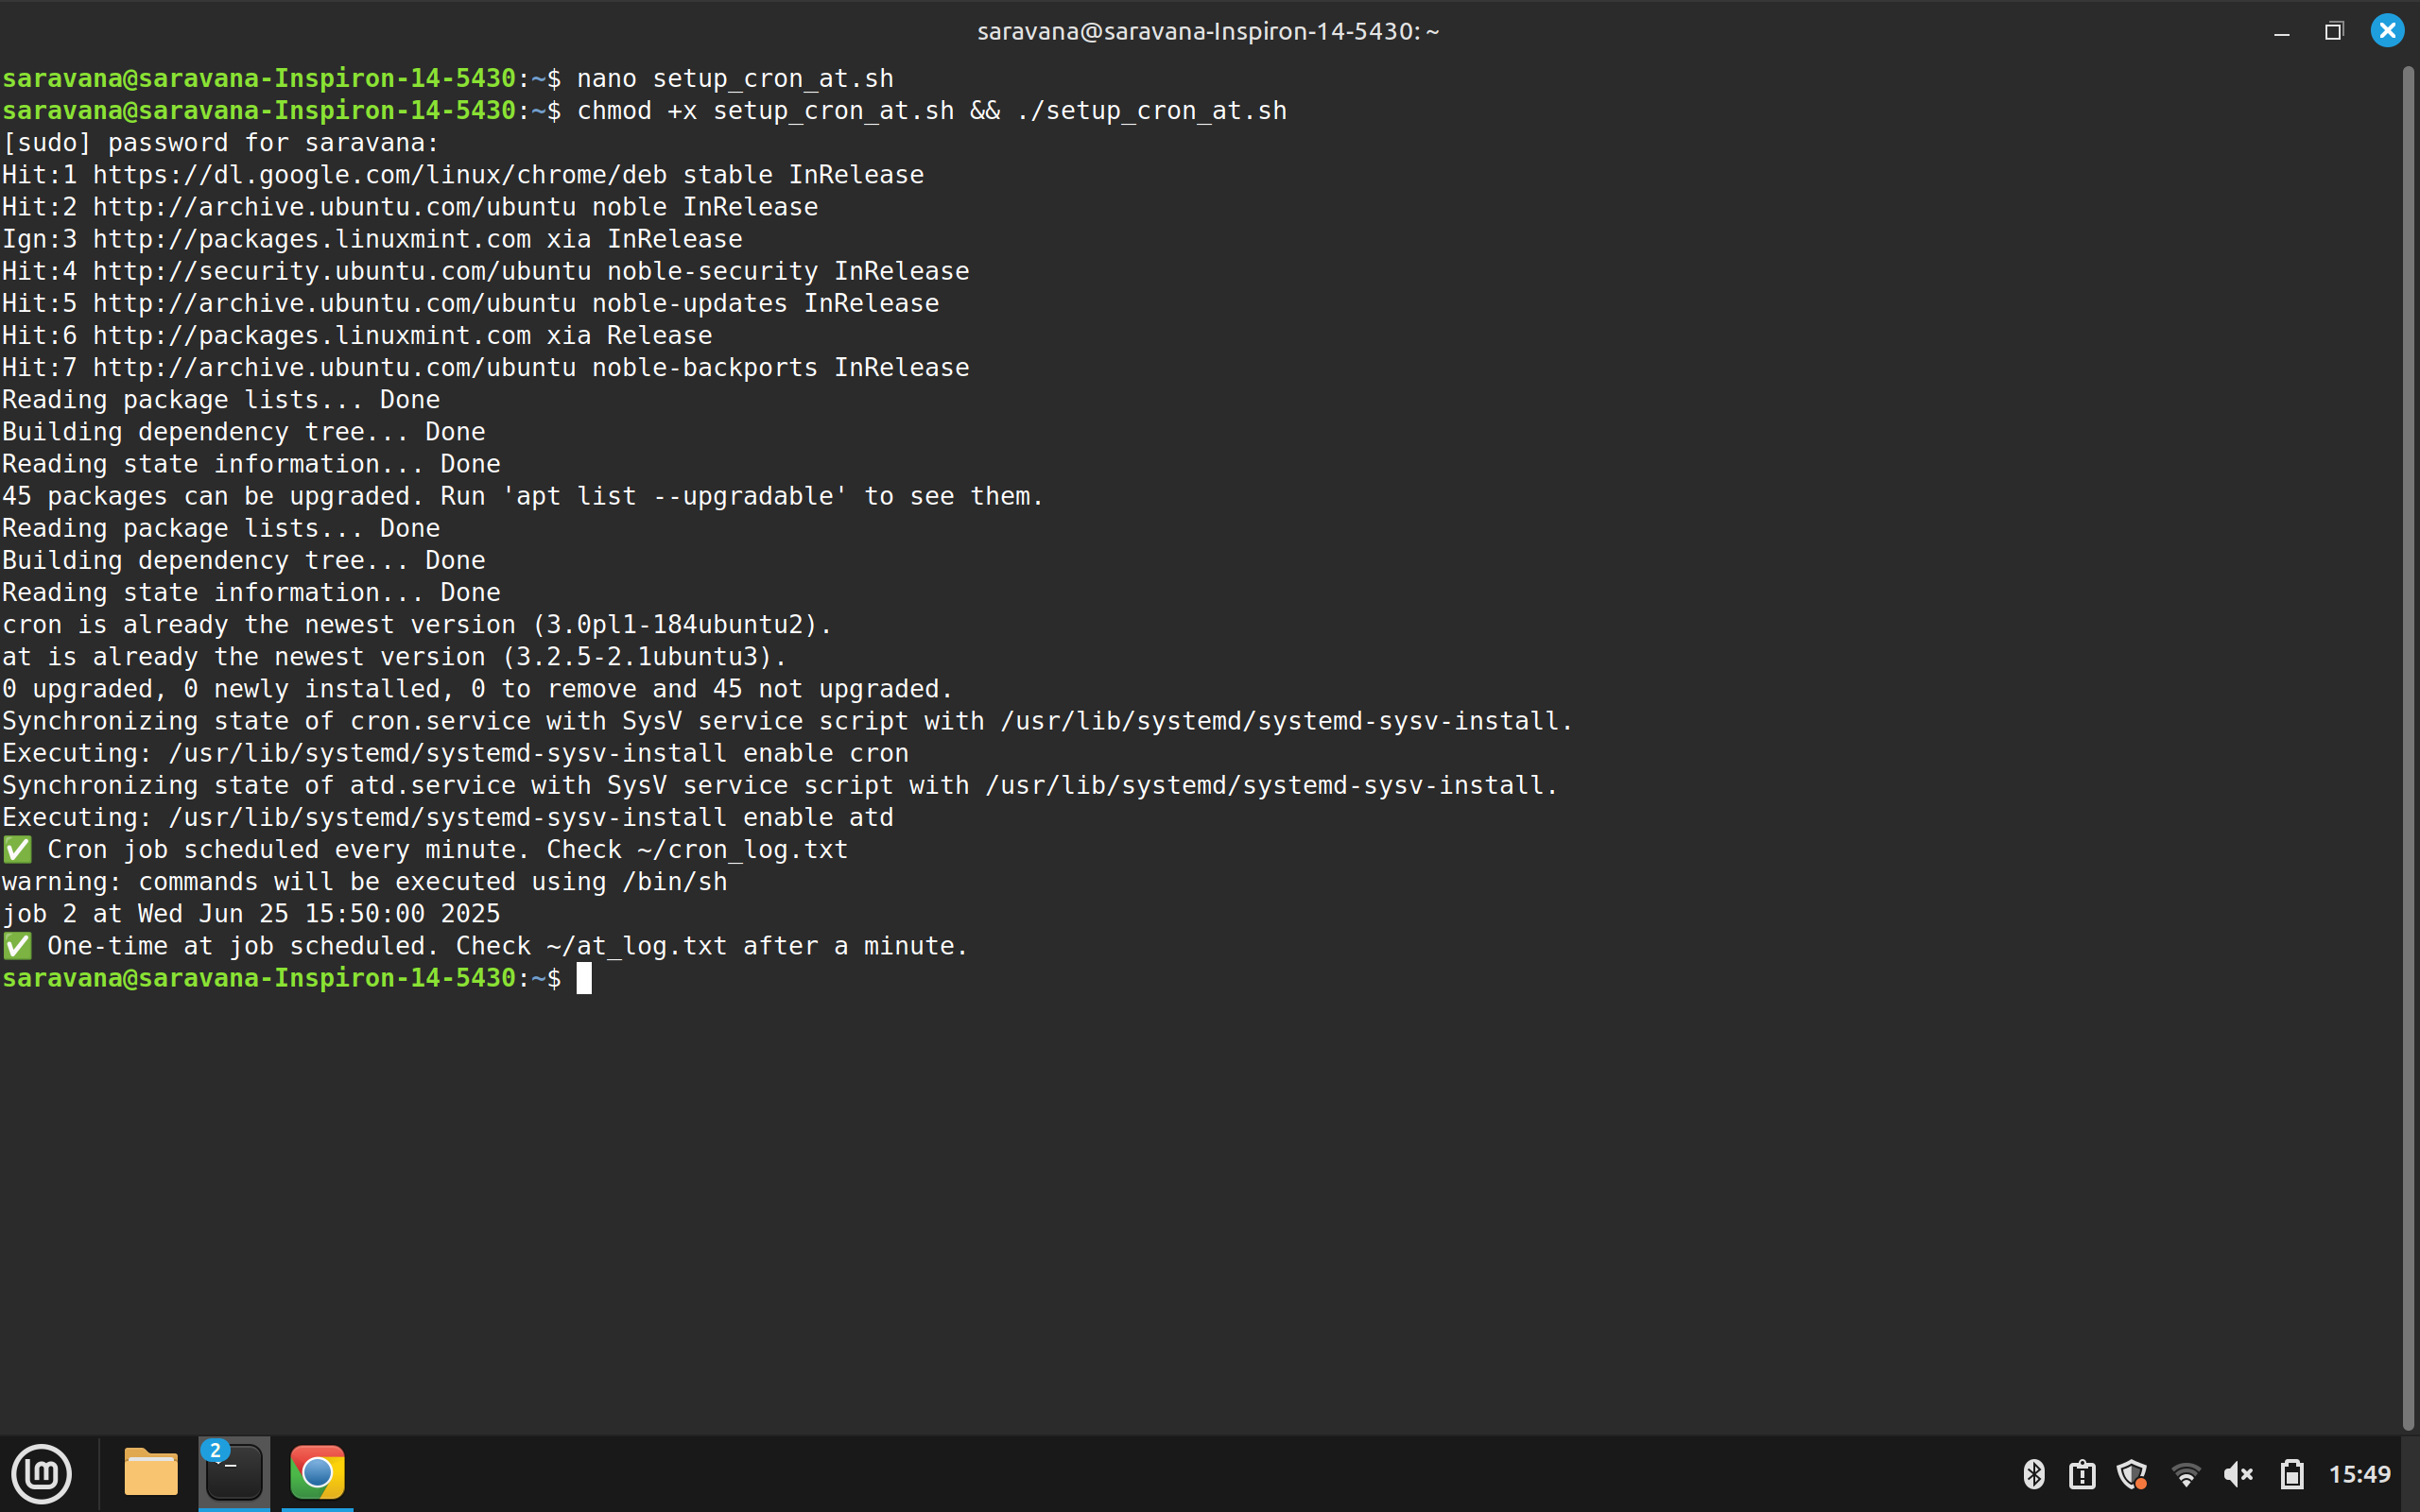 saravana@saravana-Inspiron-14-5430: ~
saravana@saravana-Inspiron-14-5430:~$ nano setup_cron_at.sh
saravana@saravana-Inspiron-14-5430:~$ chmod +x setup_cron_at.sh && ./setup_cron_at.sh
[sudo] password for saravana:
Hit:1 https://dl.google.com/linux/chrome/deb stable InRelease
Hit:2 http://archive.ubuntu.com/ubuntu noble InRelease
Ign:3 http://packages.linuxmint.com xia InRelease
Hit:4 http://security.ubuntu.com/ubuntu noble-security InRelease
Hit:5 http://archive.ubuntu.com/ubuntu noble-updates InRelease
Hit:6 http://packages.linuxmint.com xia Release
Hit:7 http://archive.ubuntu.com/ubuntu noble-backports InRelease
Reading package lists... Done
Building dependency tree... Done
Reading state information... Done
45 packages can be upgraded. Run 'apt list --upgradable' to see them.
Reading package lists... Done
Building dependency tree... Done
Reading state information... Done
cron is already the newest version (3.0pl1-184ubuntu2).
at is already the newest version (3.2.5-2.1ubuntu3).
0 upgraded, 0 newly installed, 0 to remove and 45 not upgraded.
Synchronizing state of cron.service with SysV service script with /usr/lib/systemd/systemd-sysv-install.
Executing: /usr/lib/systemd/systemd-sysv-install enable cron
Synchronizing state of atd.service with SysV service script with /usr/lib/systemd/systemd-sysv-install.
Executing: /usr/lib/systemd/systemd-sysv-install enable atd
✅ Cron job scheduled every minute. Check ~/cron_log.txt
warning: commands will be executed using /bin/sh
job 2 at Wed Jun 25 15:50:00 2025
✅ One-time at job scheduled. Check ~/at_log.txt after a minute.
saravana@saravana-Inspiron-14-5430:~$
2
15:49